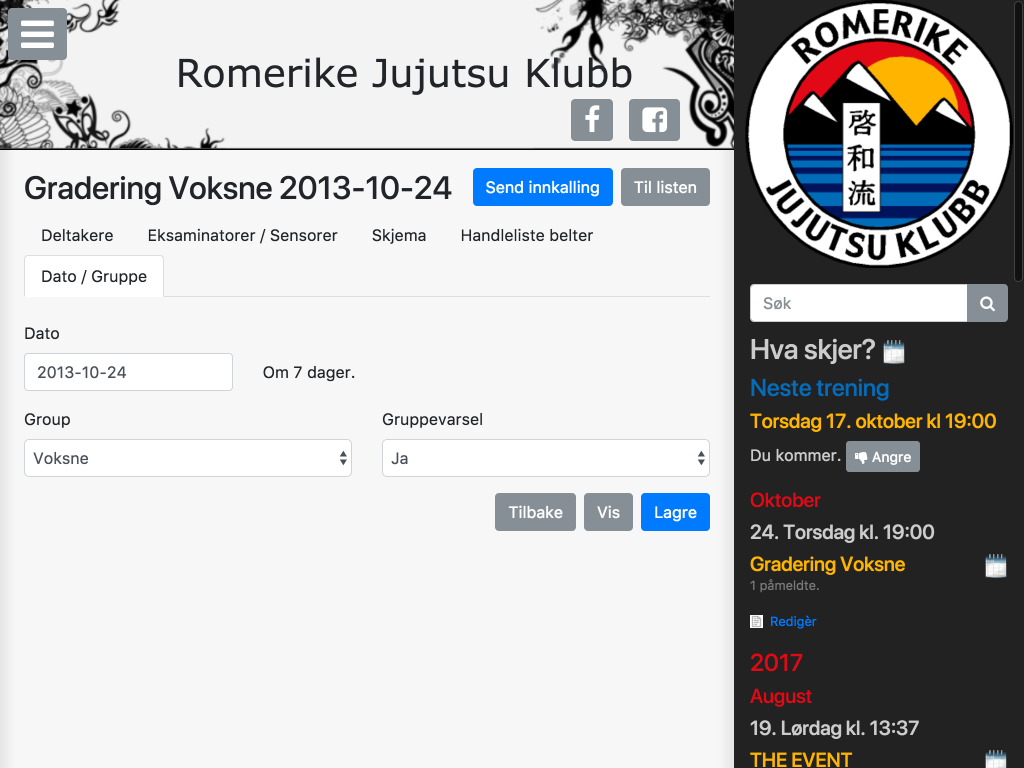 Romerike Jujutsu Klubb
Gradering Voksne 2013-10-24
Send innkalling
Til listen
Deltakere
Eksaminatorer / Sensorer
Skjema
Handleliste belter
Dato / Gruppe
Dato
2013-10-24
Om 7 dager.
Group
Gruppevarsel
Voksne
Ja
Tilbake
Vis
Lagre
ROMERIKE
啓和流
JUJUTSU KLUBB
Søk
Hva skjer?
Neste trening
Torsdag 17. oktober kl 19:00
Du kommer.
Angre
Oktober
24. Torsdag kl. 19:00
Gradering Voksne
1 påmeldte.
Redigèr
2017
August
19. Lørdag kl. 13:37
THE EVENT